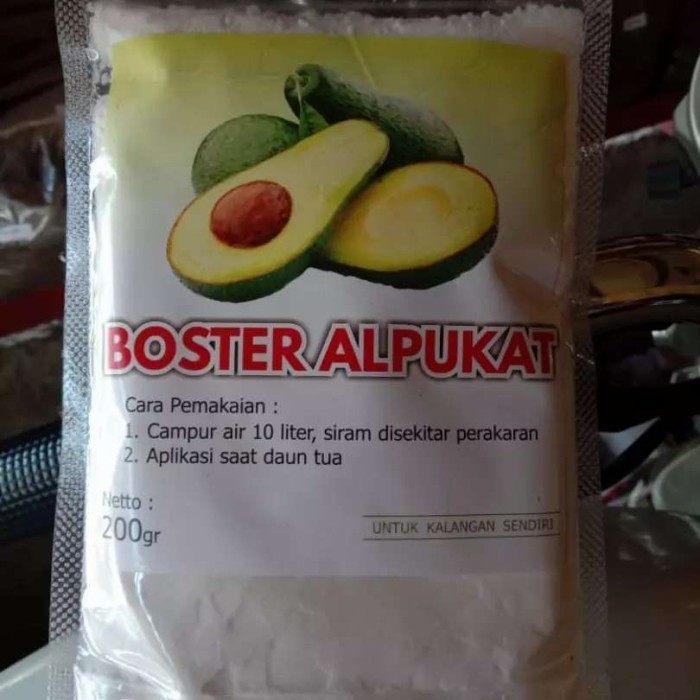 BOSTER ALPUKAT
Cara Pemakaian :
1. Campur air 10 liter, siram disekitar perakaran
2. Aplikasi saat daun tua
Netto :
200gr
UNTUK KALANGAN SENDIRI